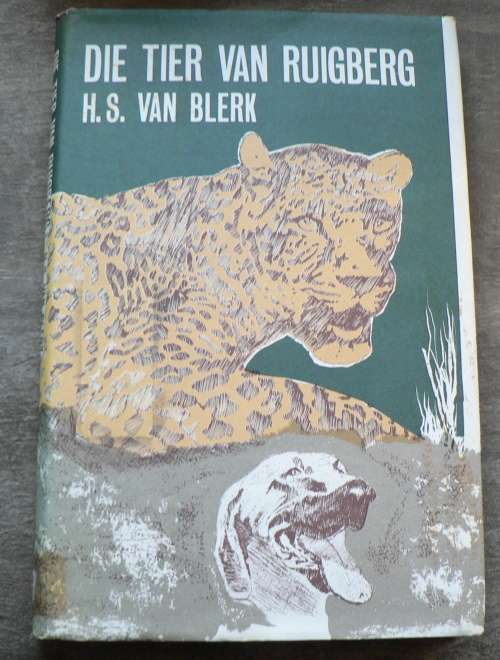 DIE TIER VAN RUIGBERG
H. S. VAN BLERK